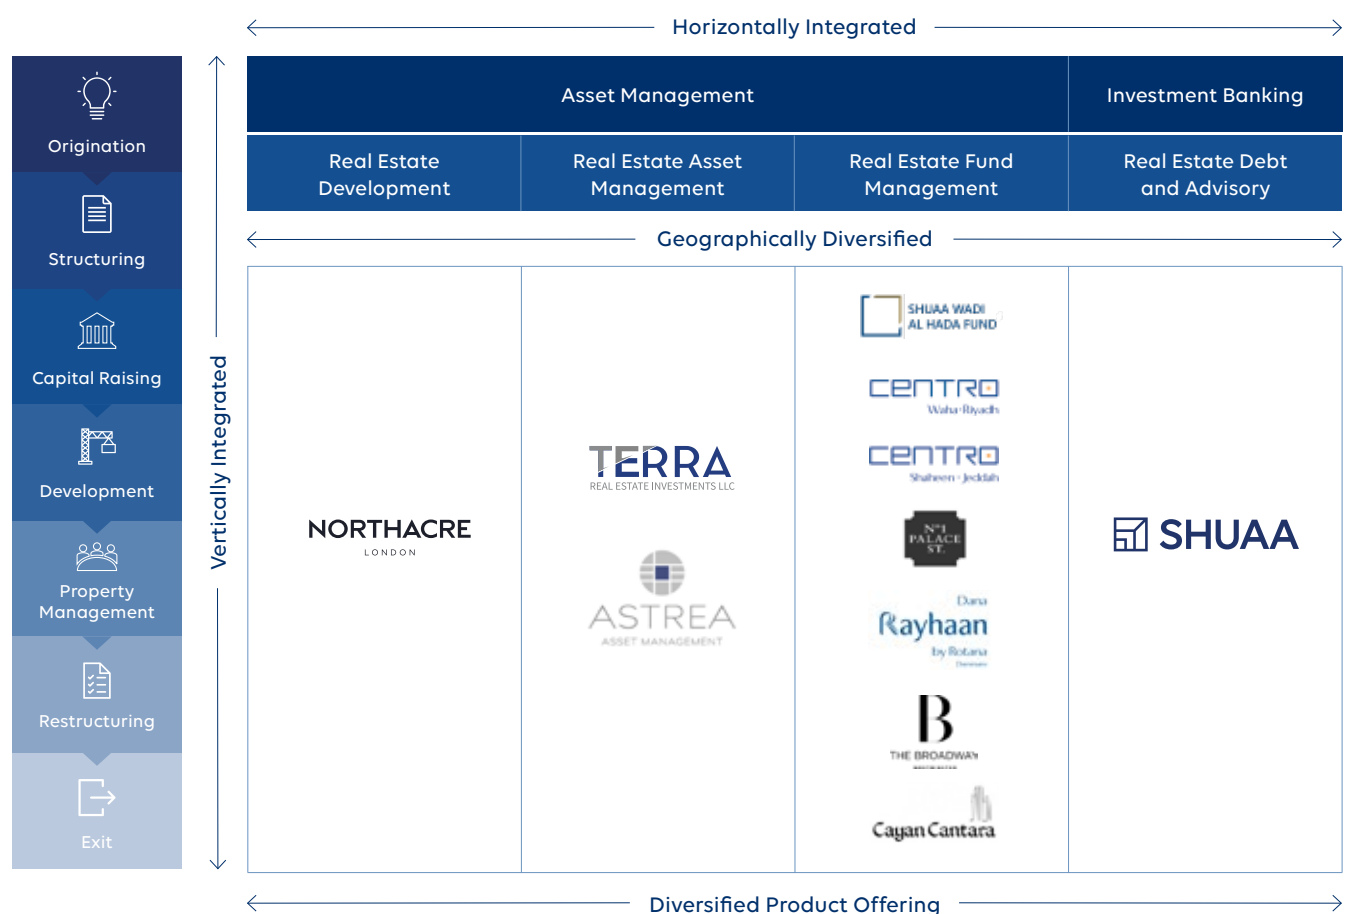 Horizontally Integrated
Asset Management
Investment Banking
Real Estate
Development
Real Estate Asset
Management
Real Estate Fund
Management
Real Estate Debt
and Advisory
Geographically Diversified
Origination
Structuring
Capital Raising
Development
Property
Management
Restructuring
Exit
Vertically Integrated
NORTHACRE
LONDON
TERRA
REAL ESTATE INVESTMENTS LLC
ASTREA
ASSET MANAGEMENT
SHUAA WADI
AL HADA FUND
CENTRO
Waha·Riyadh
CENTRO
Shaheen · Jeddah
Nº1
PALACE
ST.
Dana
Rayhaan
by Rotana
B
THE BROADWAY
Cayan Cantara
SHUAA
Diversified Product Offering